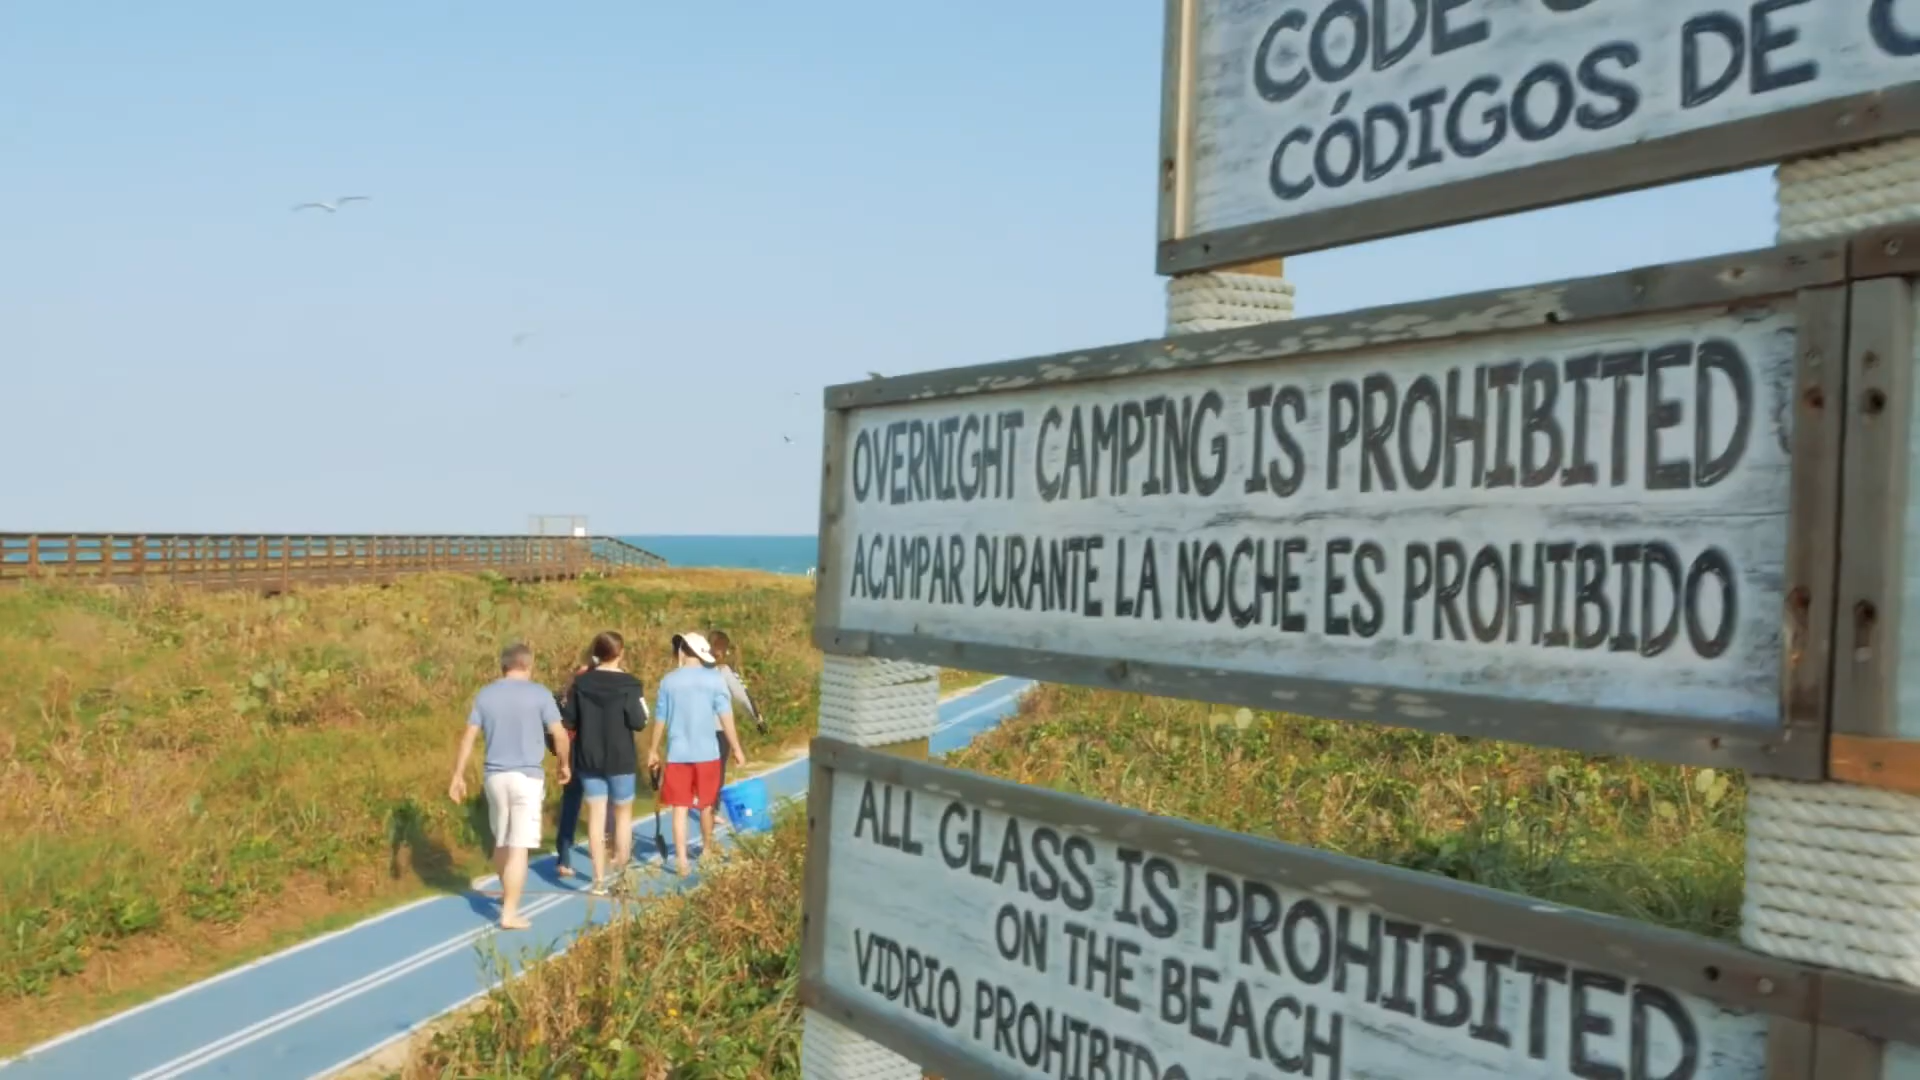 CODE
CÓDIGOS DE
OVERNIGHT CAMPING IS PROHIBITED
ACAMPAR DURANTE LA NOCHE ES PROHIBIDO
ALL GLASS IS PROHIBITED
ON THE BEACH
VIDRIO PROHIBIDO